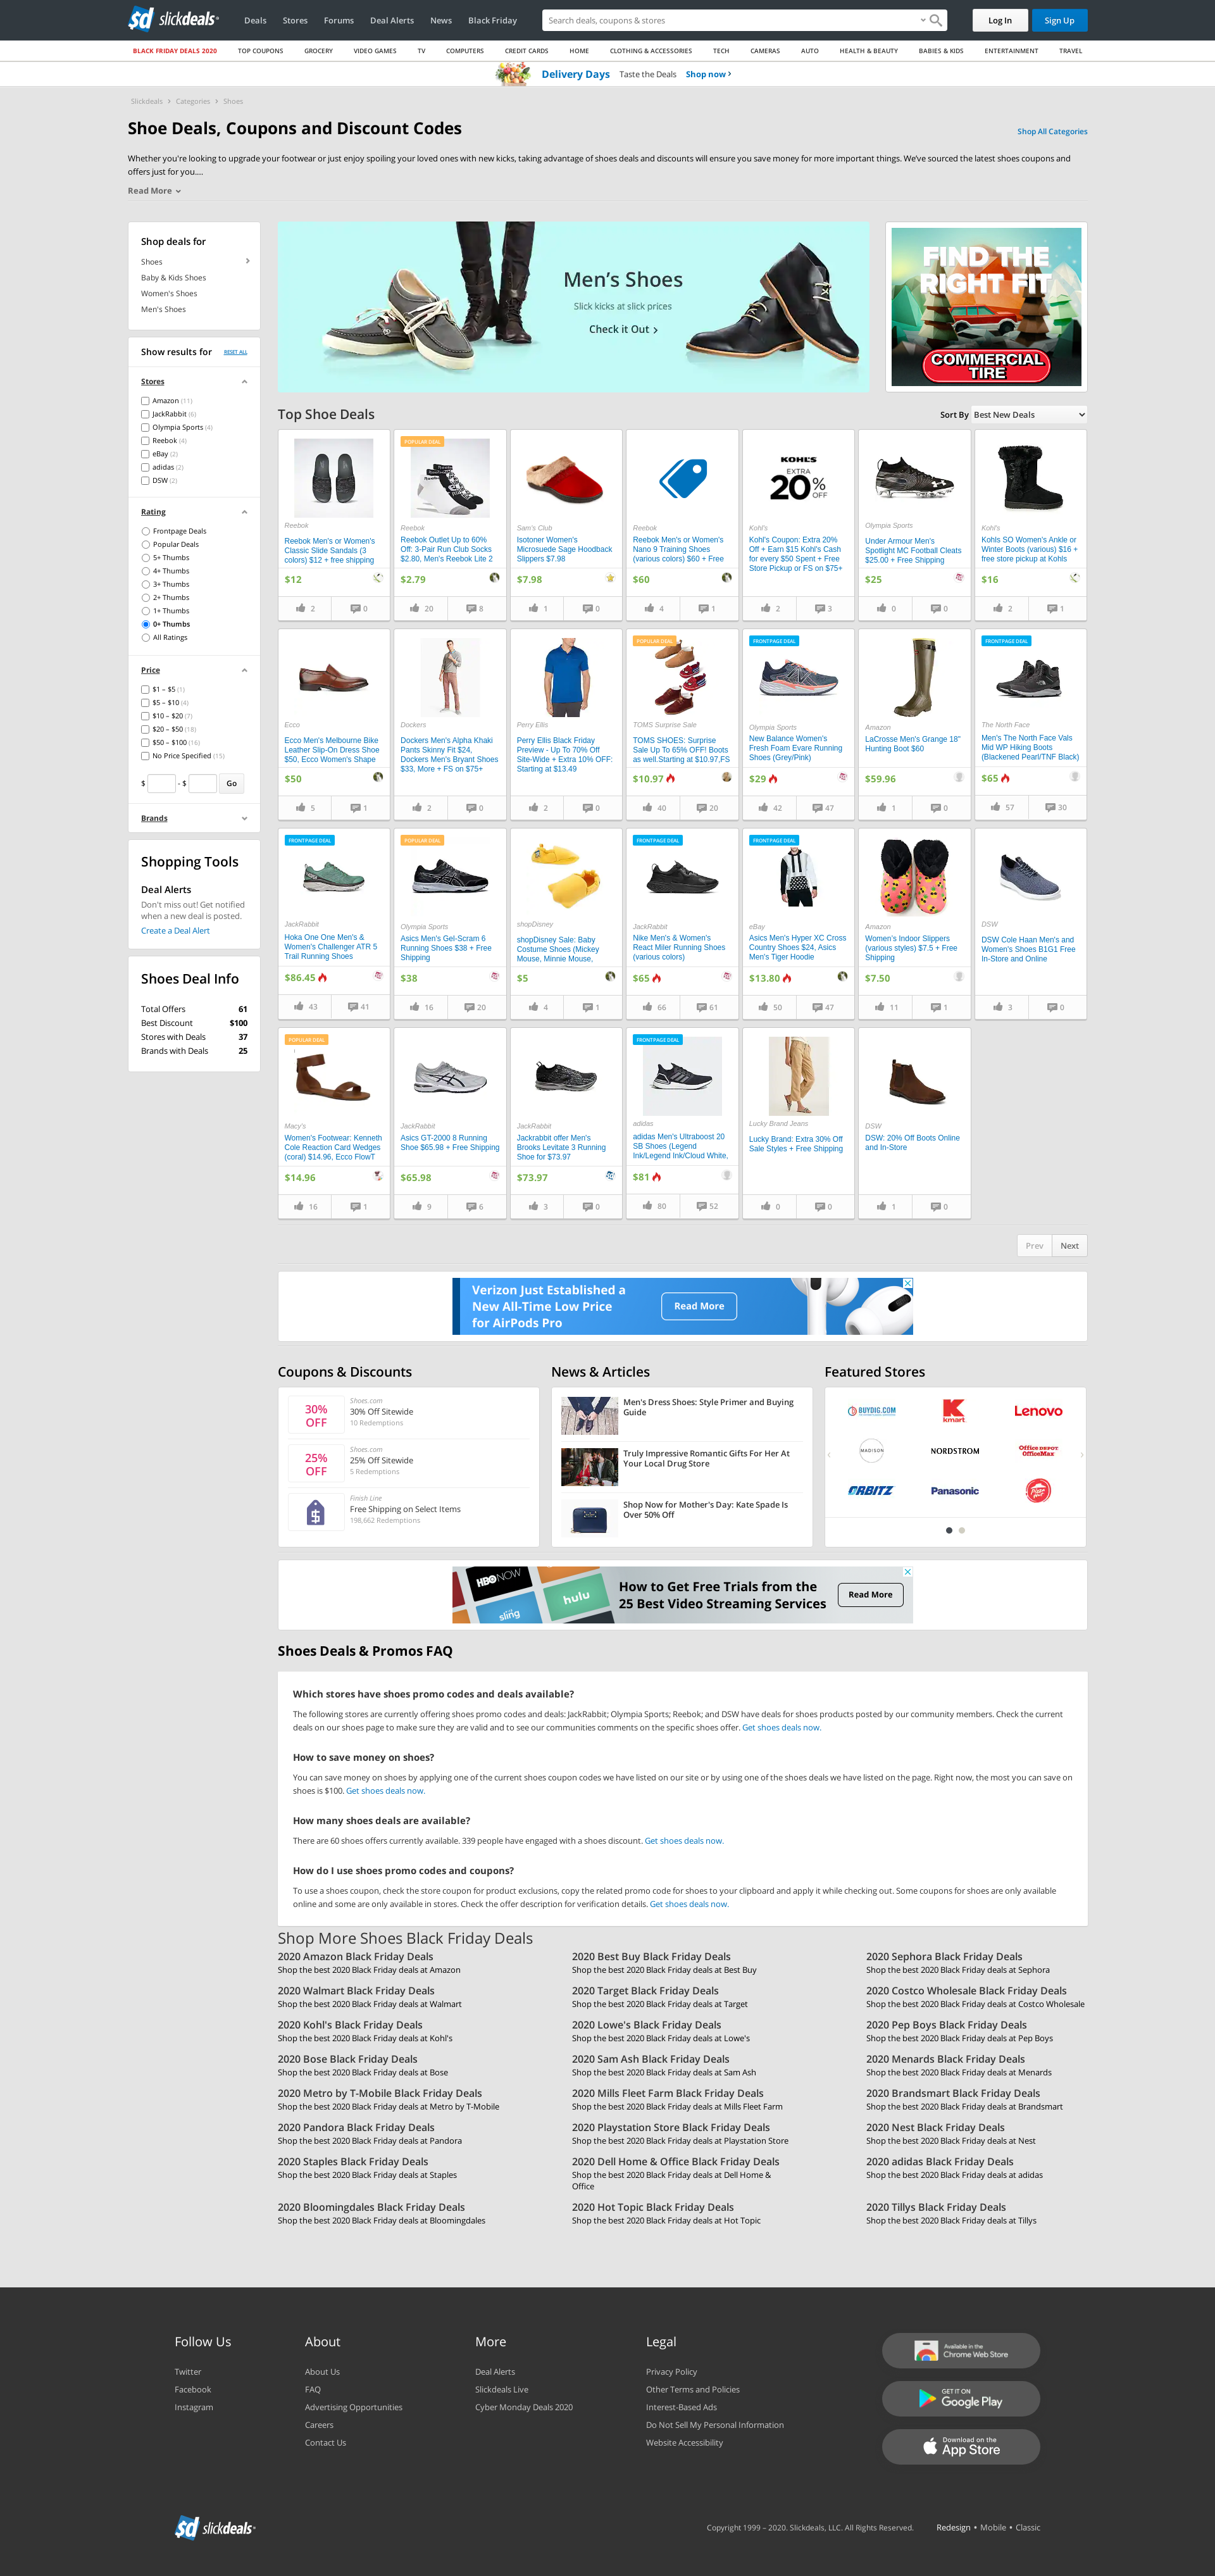 slickdeals
Deals
Stores
Forums
Deal Alerts
News
Black Friday
Search deals, coupons & stores
Log In
Sign Up
BLACK FRIDAY DEALS 2020
TOP COUPONS
GROCERY
VIDEO GAMES
TV
COMPUTERS
CREDIT CARDS
HOME
CLOTHING & ACCESSORIES
TECH
CAMERAS
AUTO
HEALTH & BEAUTY
BABIES & KIDS
ENTERTAINMENT
TRAVEL
Delivery Days Taste the Deals Shop now ›
Slickdeals › Categories › Shoes
Shoe Deals, Coupons and Discount Codes
Shop All Categories
Whether you're looking to upgrade your footwear or just enjoy spoiling your loved ones with new kicks, taking advantage of shoes deals and discounts will ensure you save money for more important things. We've sourced the latest shoes coupons and
offers just for you....
Read More
Shop deals for
Shoes
Baby & Kids Shoes
Women's Shoes
Men's Shoes
Show results for
RESET ALL
Stores
Amazon (11)
JackRabbit (6)
Olympia Sports (4)
Reebok (4)
eBay (2)
adidas (2)
DSW (2)
Rating
Frontpage Deals
Popular Deals
5+ Thumbs
4+ Thumbs
3+ Thumbs
2+ Thumbs
1+ Thumbs
0+ Thumbs
All Ratings
Price
$1 – $5 (1)
$5 – $10 (4)
$10 – $20 (7)
$20 – $50 (18)
$50 – $100 (16)
No Price Specified (15)
$ - $ Go
Brands
Shopping Tools
Deal Alerts
Don't miss out! Get notified
when a new deal is posted.
Create a Deal Alert
Shoes Deal Info
Total Offers 61
Best Discount $100
Stores with Deals 37
Brands with Deals 25
Men's Shoes
Slick kicks at slick prices
Check it Out ›
FIND THE
RIGHT FIT
COMMERCIAL
TIRE
Top Shoe Deals
Sort By Best New Deals
Reebok
Reebok Men's or Women's
Classic Slide Sandals (3
colors) $12 + free shipping
$12
2 0
POPULAR DEAL
Reebok
Reebok Outlet Up to 60%
Off: 3-Pair Run Club Socks
$2.80, Men's Reebok Lite 2
$2.79
20 8
Sam's Club
Isotoner Women's
Microsuede Sage Hoodback
Slippers $7.98
$7.98
1 0
Reebok
Reebok Men's or Women's
Nano 9 Training Shoes
(various colors) $60 + Free
$60
4 1
KOHL'S
EXTRA
20% OFF
Kohl's
Kohl's Coupon: Extra 20%
Off + Earn $15 Kohl's Cash
for every $50 Spent + Free
Store Pickup or FS on $75+
2 3
Olympia Sports
Under Armour Men's
Spotlight MC Football Cleats
$25.00 + Free Shipping
$25
0 0
Kohl's
Kohls SO Women's Ankle or
Winter Boots (various) $16 +
free store pickup at Kohls
$16
2 1
Ecco
Ecco Men's Melbourne Bike
Leather Slip-On Dress Shoe
$50, Ecco Women's Shape
$50
5 1
Dockers
Dockers Men's Alpha Khaki
Pants Skinny Fit $24,
Dockers Men's Bryant Shoes
$33, More + FS on $75+
2 0
Perry Ellis
Perry Ellis Black Friday
Preview - Up To 70% Off
Site-Wide + Extra 10% OFF:
Starting at $13.49
2 0
POPULAR DEAL
TOMS Surprise Sale
TOMS SHOES: Surprise
Sale Up To 65% OFF! Boots
as well.Starting at $10.97,FS
$10.97
40 20
FRONTPAGE DEAL
Olympia Sports
New Balance Women's
Fresh Foam Evare Running
Shoes (Grey/Pink)
$29
42 47
Amazon
LaCrosse Men's Grange 18"
Hunting Boot $60
$59.96
1 0
FRONTPAGE DEAL
The North Face
Men's The North Face Vals
Mid WP Hiking Boots
(Blackened Pearl/TNF Black)
$65
57 30
FRONTPAGE DEAL
JackRabbit
Hoka One One Men's &
Women's Challenger ATR 5
Trail Running Shoes
$86.45
43 41
POPULAR DEAL
Olympia Sports
Asics Men's Gel-Scram 6
Running Shoes $38 + Free
Shipping
$38
16 20
shopDisney
shopDisney Sale: Baby
Costume Shoes (Mickey
Mouse, Minnie Mouse,
$5
4 1
FRONTPAGE DEAL
JackRabbit
Nike Men's & Women's
React Miler Running Shoes
(various colors)
$65
66 61
FRONTPAGE DEAL
eBay
Asics Men's Hyper XC Cross
Country Shoes $24, Asics
Men's Tiger Hoodie
$13.80
50 47
Amazon
Women's Indoor Slippers
(various styles) $7.5 + Free
Shipping
$7.50
11 1
DSW
DSW Cole Haan Men's and
Women's Shoes B1G1 Free
In-Store and Online
3 0
POPULAR DEAL
Macy's
Women's Footwear: Kenneth
Cole Reaction Card Wedges
(coral) $14.96, Ecco FlowT
$14.96
16 1
JackRabbit
Asics GT-2000 8 Running
Shoe $65.98 + Free Shipping
$65.98
9 6
JackRabbit
Jackrabbit offer Men's
Brooks Levitate 3 Running
Shoe for $73.97
$73.97
3 0
FRONTPAGE DEAL
adidas
adidas Men's Ultraboost 20
SB Shoes (Legend
Ink/Legend Ink/Cloud White,
$81
80 52
Lucky Brand Jeans
Lucky Brand: Extra 30% Off
Sale Styles + Free Shipping
0 0
DSW
DSW: 20% Off Boots Online
and In-Store
1 0
Prev Next
Verizon Just Established a
New All-Time Low Price
for AirPods Pro
Read More
Coupons & Discounts
30%
OFF
Shoes.com
30% Off Sitewide
10 Redemptions
25%
OFF
Shoes.com
25% Off Sitewide
5 Redemptions
Finish Line
Free Shipping on Select Items
198,662 Redemptions
News & Articles
Men's Dress Shoes: Style Primer and Buying
Guide
Truly Impressive Romantic Gifts For Her At
Your Local Drug Store
Shop Now for Mother's Day: Kate Spade Is
Over 50% Off
Featured Stores
BUYDIG.COM
kmart
Lenovo
MADISON
NORDSTROM
Office DEPOT
OfficeMax
ORBITZ
Panasonic
Pizza Hut
HBO NOW
sling
hulu
How to Get Free Trials from the
25 Best Video Streaming Services
Read More
Shoes Deals & Promos FAQ
Which stores have shoes promo codes and deals available?
The following stores are currently offering shoes promo codes and deals: JackRabbit; Olympia Sports; Reebok; and DSW have deals for shoes products posted by our community members. Check the current
deals on our shoes page to make sure they are valid and to see our communities comments on the specific shoes offer. Get shoes deals now.
How to save money on shoes?
You can save money on shoes by applying one of the current shoes coupon codes we have listed on our site or by using one of the shoes deals we have listed on the page. Right now, the most you can save on
shoes is $100. Get shoes deals now.
How many shoes deals are available?
There are 60 shoes offers currently available. 339 people have engaged with a shoes discount. Get shoes deals now.
How do I use shoes promo codes and coupons?
To use a shoes coupon, check the store coupon for product exclusions, copy the related promo code for shoes to your clipboard and apply it while checking out. Some coupons for shoes are only available
online and some are only available in stores. Check the offer description for verification details. Get shoes deals now.
Shop More Shoes Black Friday Deals
2020 Amazon Black Friday Deals
Shop the best 2020 Black Friday deals at Amazon
2020 Best Buy Black Friday Deals
Shop the best 2020 Black Friday deals at Best Buy
2020 Sephora Black Friday Deals
Shop the best 2020 Black Friday deals at Sephora
2020 Walmart Black Friday Deals
Shop the best 2020 Black Friday deals at Walmart
2020 Target Black Friday Deals
Shop the best 2020 Black Friday deals at Target
2020 Costco Wholesale Black Friday Deals
Shop the best 2020 Black Friday deals at Costco Wholesale
2020 Kohl's Black Friday Deals
Shop the best 2020 Black Friday deals at Kohl's
2020 Lowe's Black Friday Deals
Shop the best 2020 Black Friday deals at Lowe's
2020 Pep Boys Black Friday Deals
Shop the best 2020 Black Friday deals at Pep Boys
2020 Bose Black Friday Deals
Shop the best 2020 Black Friday deals at Bose
2020 Sam Ash Black Friday Deals
Shop the best 2020 Black Friday deals at Sam Ash
2020 Menards Black Friday Deals
Shop the best 2020 Black Friday deals at Menards
2020 Metro by T-Mobile Black Friday Deals
Shop the best 2020 Black Friday deals at Metro by T-Mobile
2020 Mills Fleet Farm Black Friday Deals
Shop the best 2020 Black Friday deals at Mills Fleet Farm
2020 Brandsmart Black Friday Deals
Shop the best 2020 Black Friday deals at Brandsmart
2020 Pandora Black Friday Deals
Shop the best 2020 Black Friday deals at Pandora
2020 Playstation Store Black Friday Deals
Shop the best 2020 Black Friday deals at Playstation Store
2020 Nest Black Friday Deals
Shop the best 2020 Black Friday deals at Nest
2020 Staples Black Friday Deals
Shop the best 2020 Black Friday deals at Staples
2020 Dell Home & Office Black Friday Deals
Shop the best 2020 Black Friday deals at Dell Home &
Office
2020 adidas Black Friday Deals
Shop the best 2020 Black Friday deals at adidas
2020 Bloomingdales Black Friday Deals
Shop the best 2020 Black Friday deals at Bloomingdales
2020 Hot Topic Black Friday Deals
Shop the best 2020 Black Friday deals at Hot Topic
2020 Tillys Black Friday Deals
Shop the best 2020 Black Friday deals at Tillys
Follow Us
Twitter
Facebook
Instagram
About
About Us
FAQ
Advertising Opportunities
Careers
Contact Us
More
Deal Alerts
Slickdeals Live
Cyber Monday Deals 2020
Legal
Privacy Policy
Other Terms and Policies
Interest-Based Ads
Do Not Sell My Personal Information
Website Accessibility
Available in the
Chrome Web Store
GET IT ON
Google Play
Download on the
App Store
slickdeals
Copyright 1999 – 2020. Slickdeals, LLC. All Rights Reserved.
Redesign • Mobile • Classic